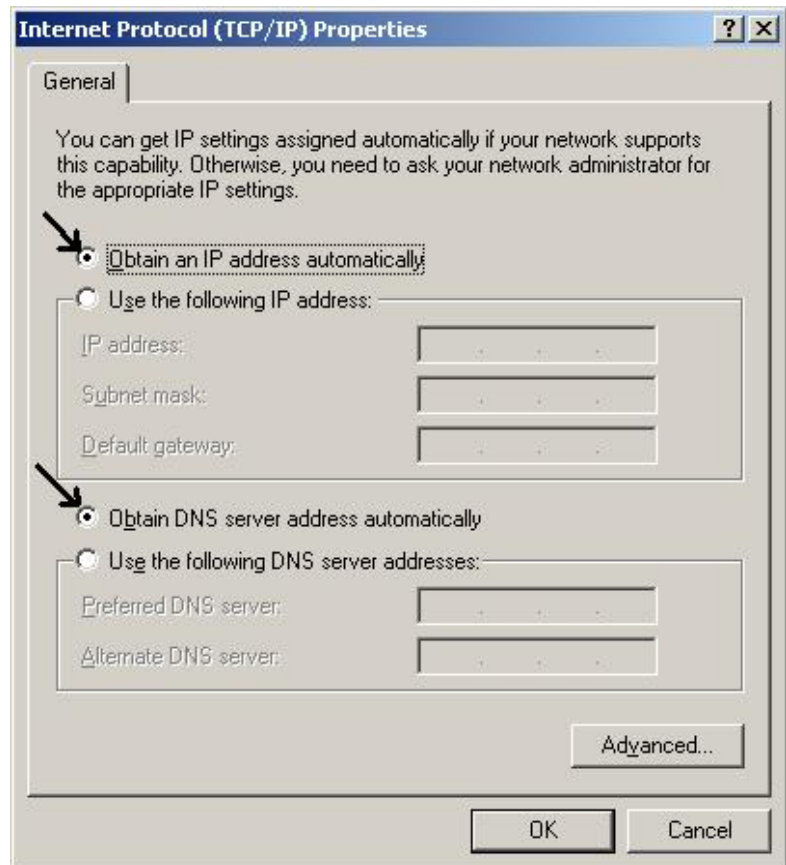 Internet Protocol (TCP/IP) Properties
General
You can get IP settings assigned automatically if your network supports
this capability. Otherwise, you need to ask your network administrator for
the appropriate IP settings.
Obtain an IP address automatically
Use the following IP address:
IP address:
Subnet mask:
Default gateway:
Obtain DNS server address automatically
Use the following DNS server addresses:
Preferred DNS server:
Alternate DNS server:
Advanced...
OK Cancel